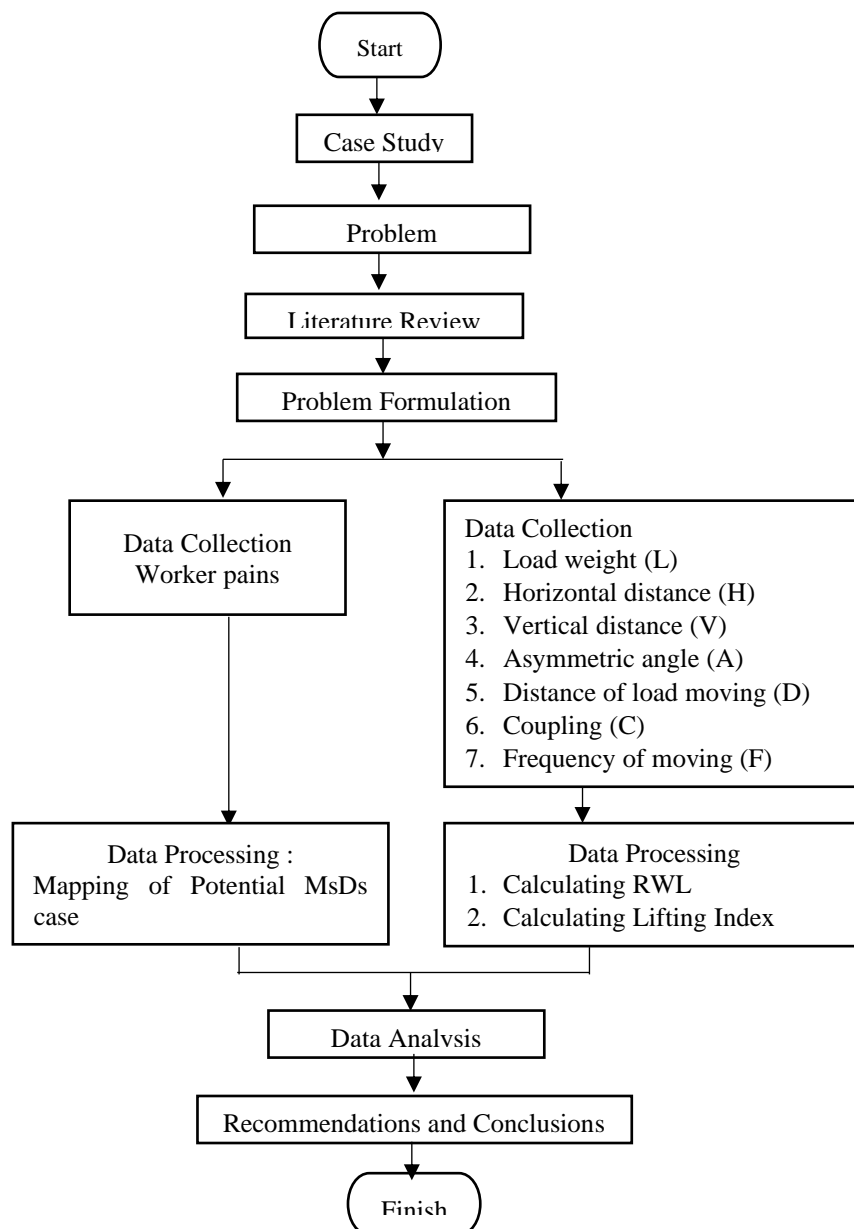 Start
Case Study
Problem
Literature Review
Problem Formulation
Data Collection
Worker pains
Data Collection
1. Load weight (L)
2. Horizontal distance (H)
3. Vertical distance (V)
4. Asymmetric angle (A)
5. Distance of load moving (D)
6. Coupling (C)
7. Frequency of moving (F)
Data Processing :
Mapping of Potential MsDs
case
Data Processing
1. Calculating RWL
2. Calculating Lifting Index
Data Analysis
Recommendations and Conclusions
Finish